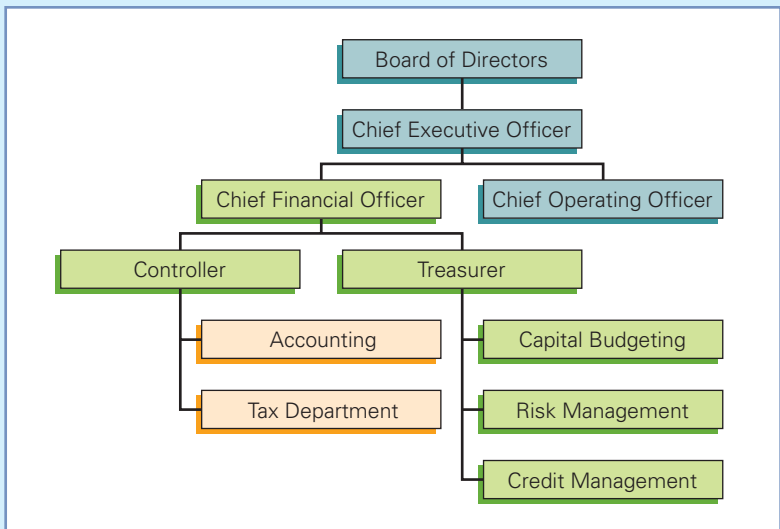 Board of Directors
Chief Executive Officer
Chief Financial Officer
Chief Operating Officer
Controller
Treasurer
Accounting
Capital Budgeting
Tax Department
Risk Management
Credit Management